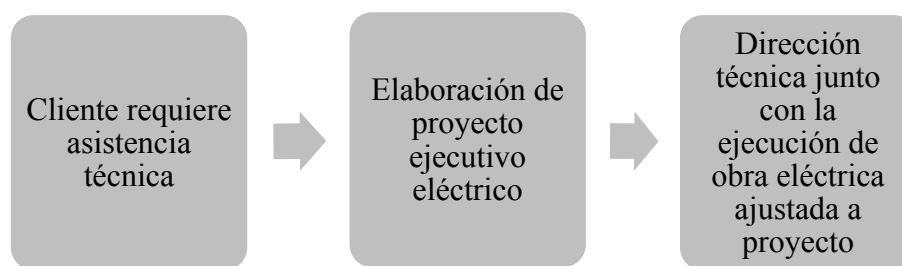 Cliente requiere
asistencia
técnica
Elaboración de
proyecto
ejecutivo
eléctrico
Dirección
técnica junto
con la
ejecución de
obra eléctrica
ajustada a
proyecto